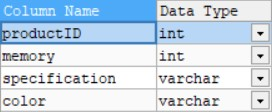 Column Name Data Type
productID int
memory int
specification varchar
color varchar